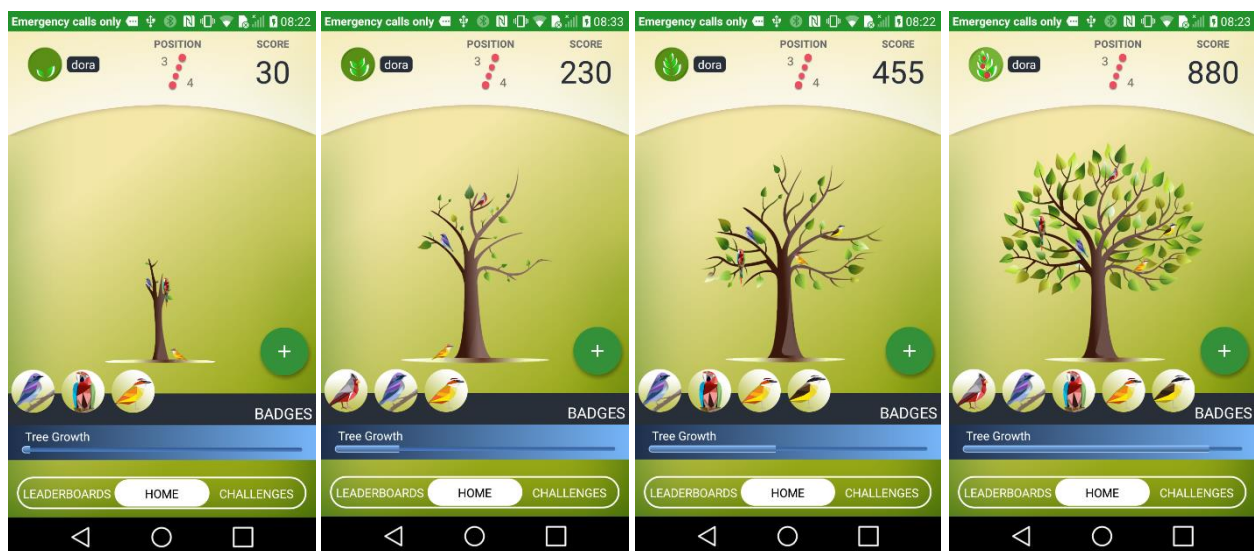 Emergency calls only 08:22
dora
POSITION
3
4
SCORE
30
BADGES
Tree Growth
LEADERBOARDS HOME CHALLENGES
Emergency calls only 08:33
dora
POSITION
3
4
SCORE
230
BADGES
Tree Growth
LEADERBOARDS HOME CHALLENGES
Emergency calls only 08:22
dora
POSITION
3
4
SCORE
455
BADGES
Tree Growth
LEADERBOARDS HOME CHALLENGES
Emergency calls only 08:23
dora
POSITION
3
4
SCORE
880
BADGES
Tree Growth
LEADERBOARDS HOME CHALLENGES